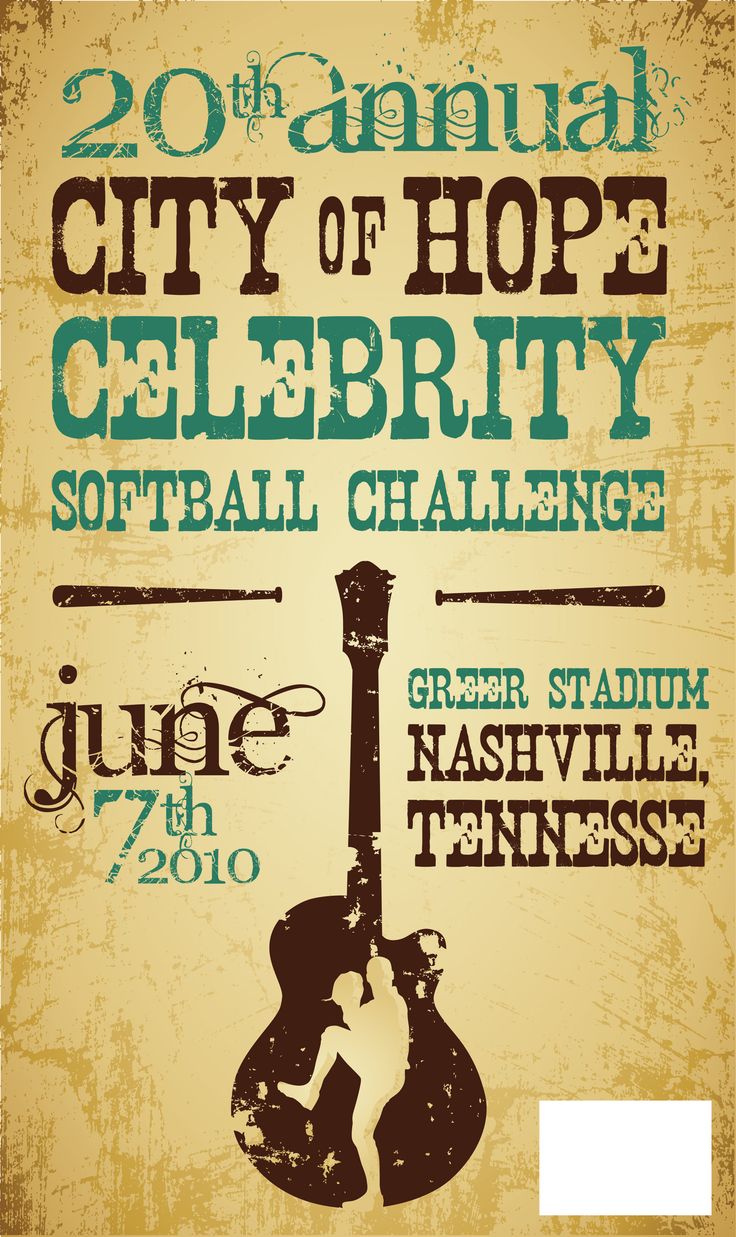 20th annual
CITY OF HOPE
CELEBRITY
SOFTBALL CHALLENGE
june
7th
2010
GREER STADIUM
NASHVILLE,
TENNESSE